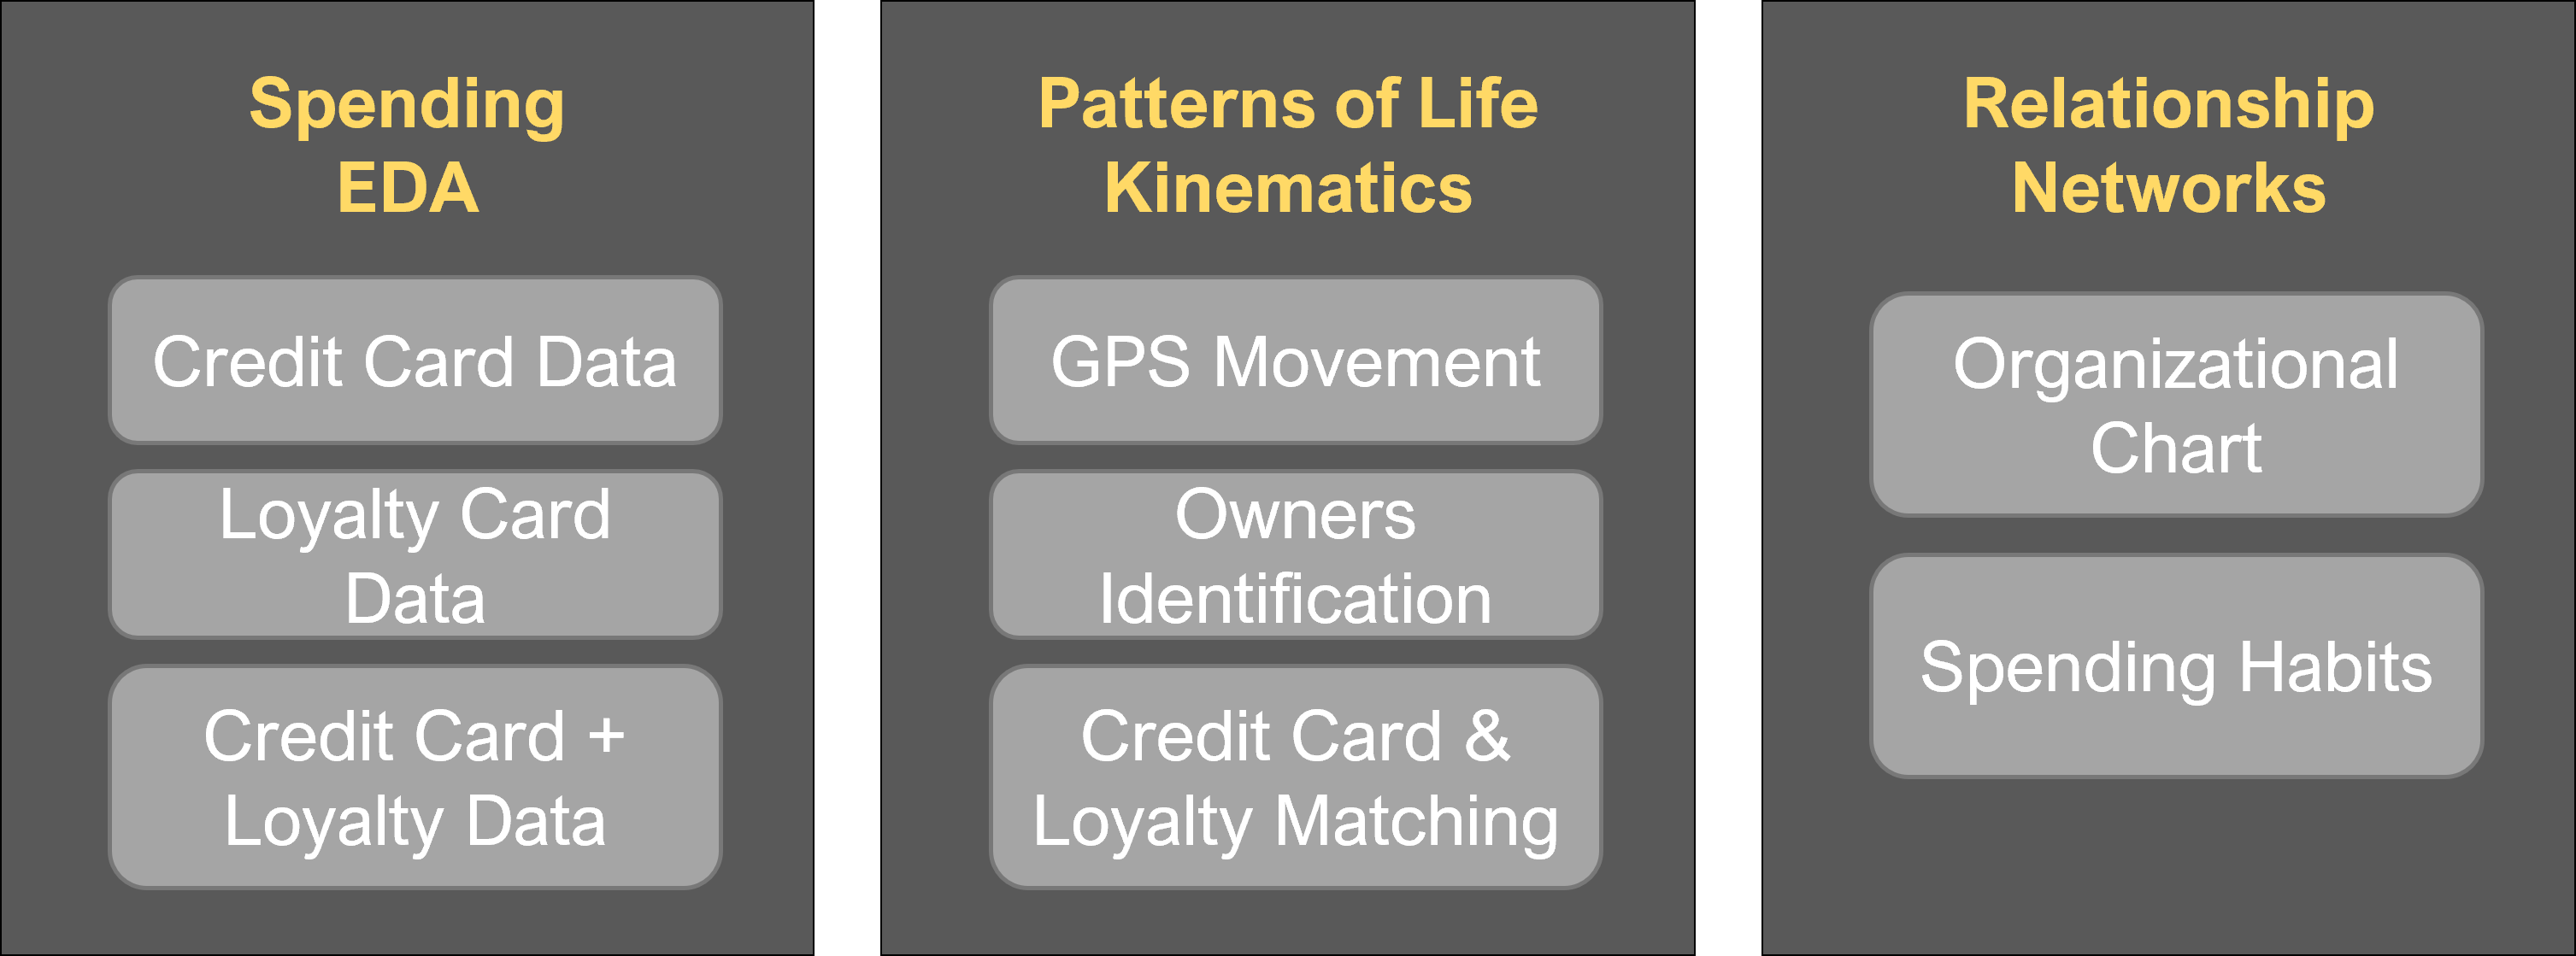 Spending
EDA
Credit Card Data
Loyalty Card
Data
Credit Card +
Loyalty Data
Patterns of Life
Kinematics
GPS Movement
Owners
Identification
Credit Card &
Loyalty Matching
Relationship
Networks
Organizational
Chart
Spending Habits